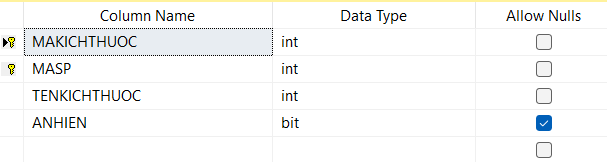 Column Name Data Type Allow Nulls
MAKICHTHUOC int
MASP int
TENKICHTHUOC int
ANHIEN bit